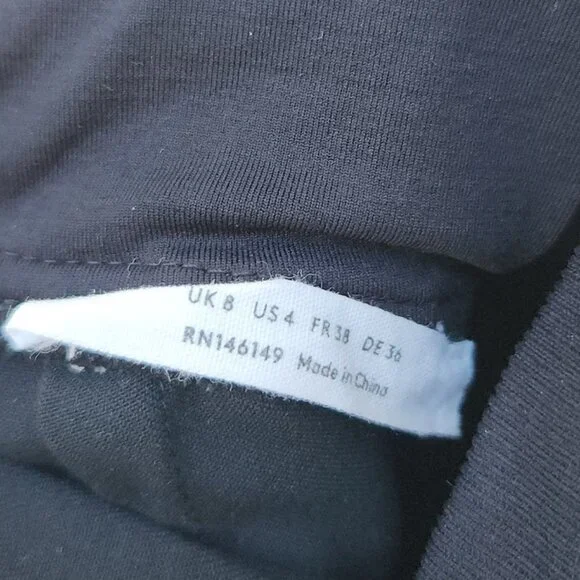 UK 8 US 4 FR 38 DE 36
RN146149 Made in China